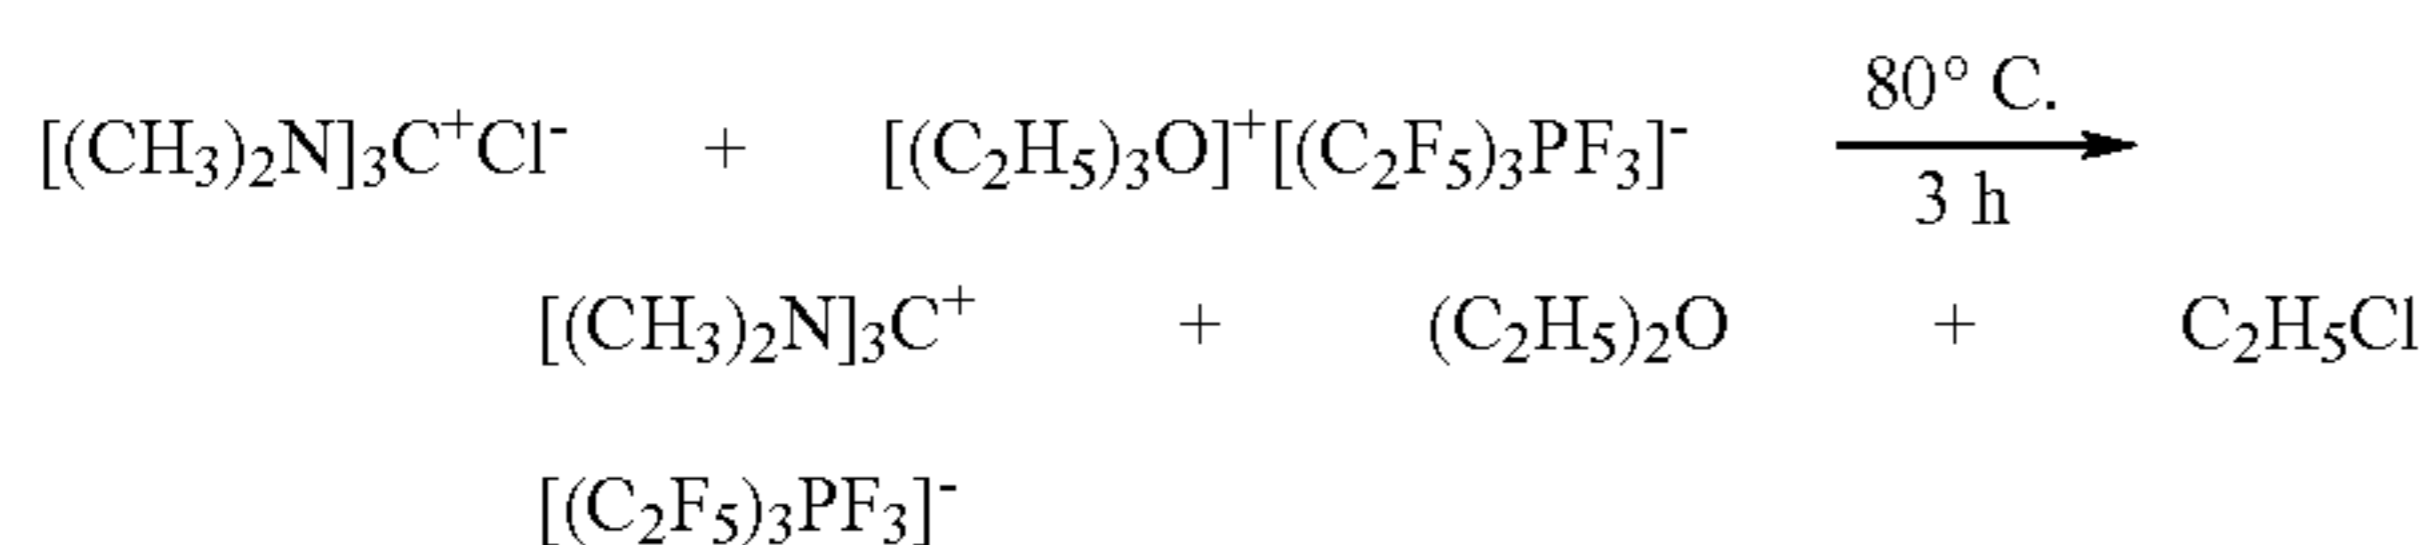 80° C.
[(CH₃)₂N]₃C⁺Cl⁻ + [(C₂H₅)₃O]⁺[(C₂F₅)₃PF₃]⁻
3 h
[(CH₃)₂N]₃C⁺ + (C₂H₅)₂O + C₂H₅Cl
[(C₂F₅)₃PF₃]⁻